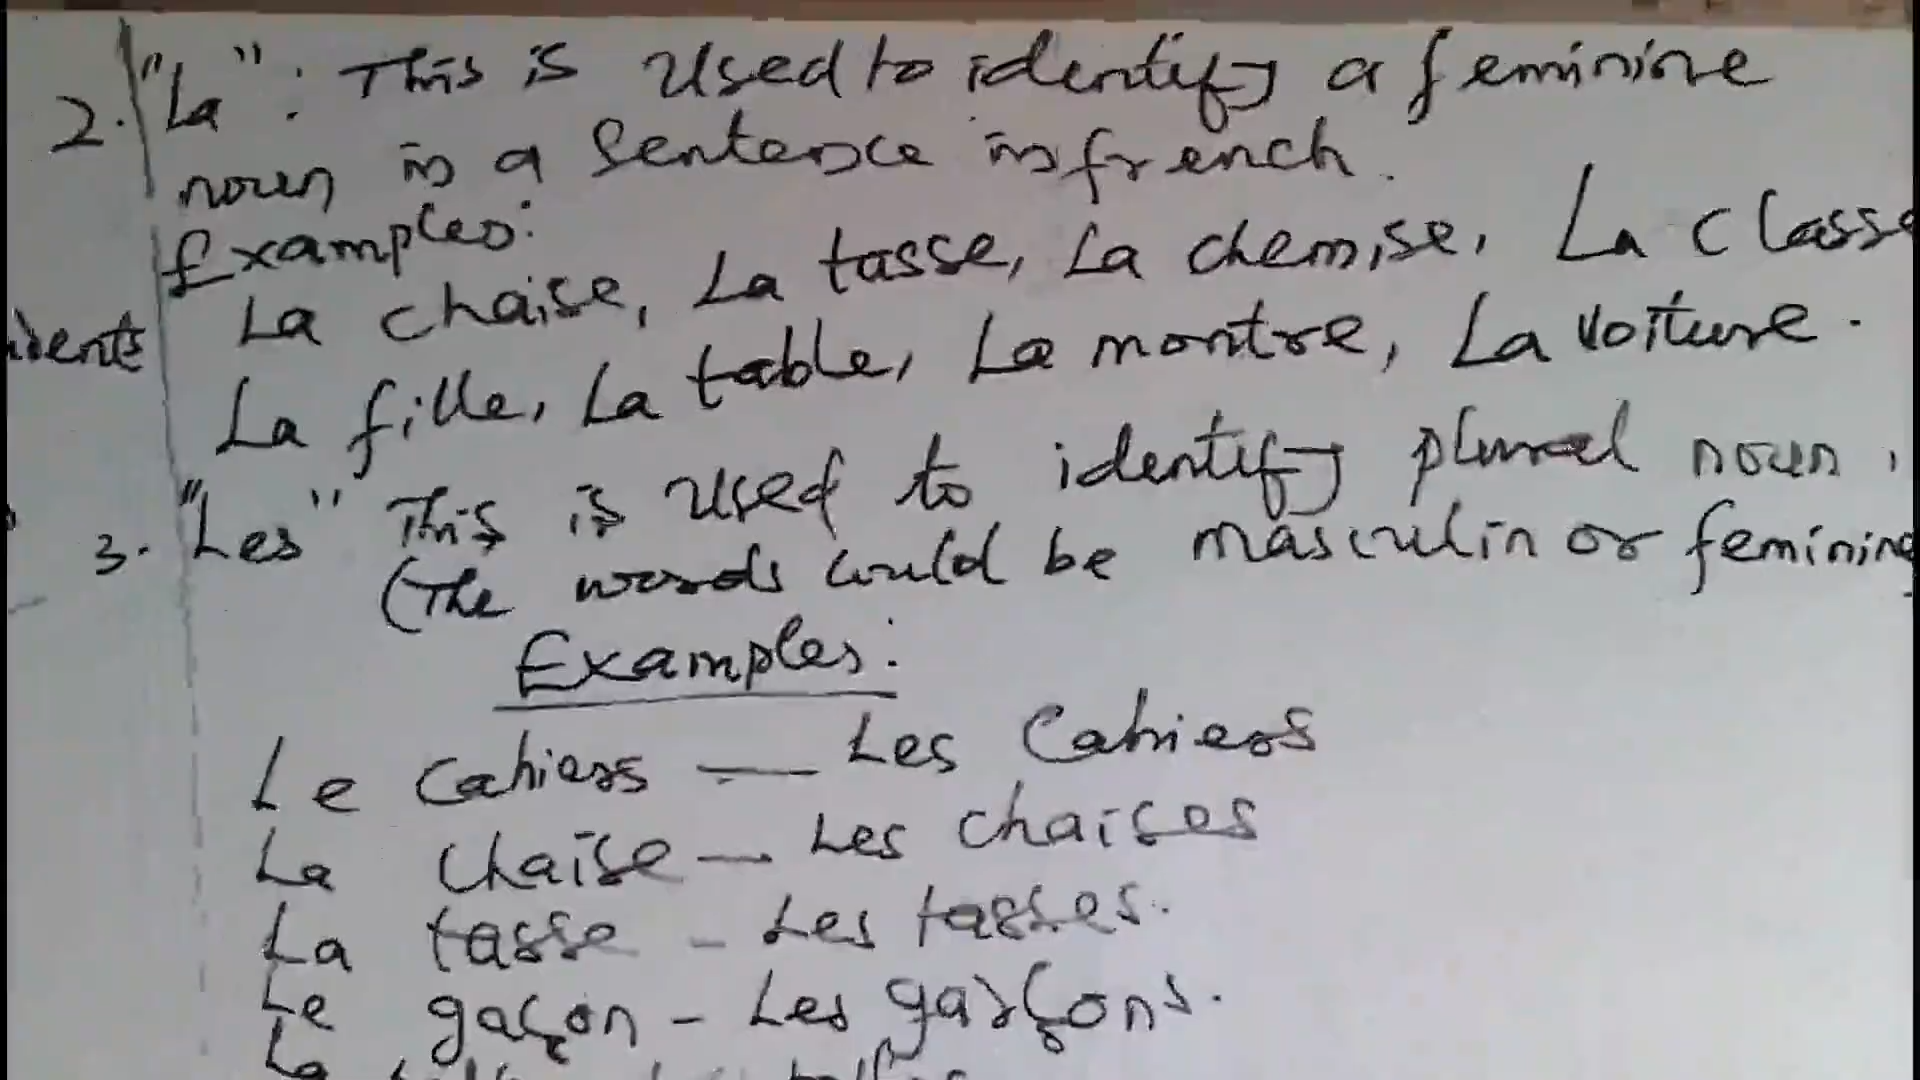 2. "La": This is used to identify a feminine
noun in a sentence in french.
Examples:
La chaise, La tasse, La chemise, La classe
idents
La fille, La table, La montre, La voiture.
3. "Les" This is used to identify plural noun,
(The words could be masculin or feminine
Examples:
Le Cahiers — Les Cahiers
La chaise — Les chaises
La tasse - Les tasses.
Le gaçon - Les garçons.
La